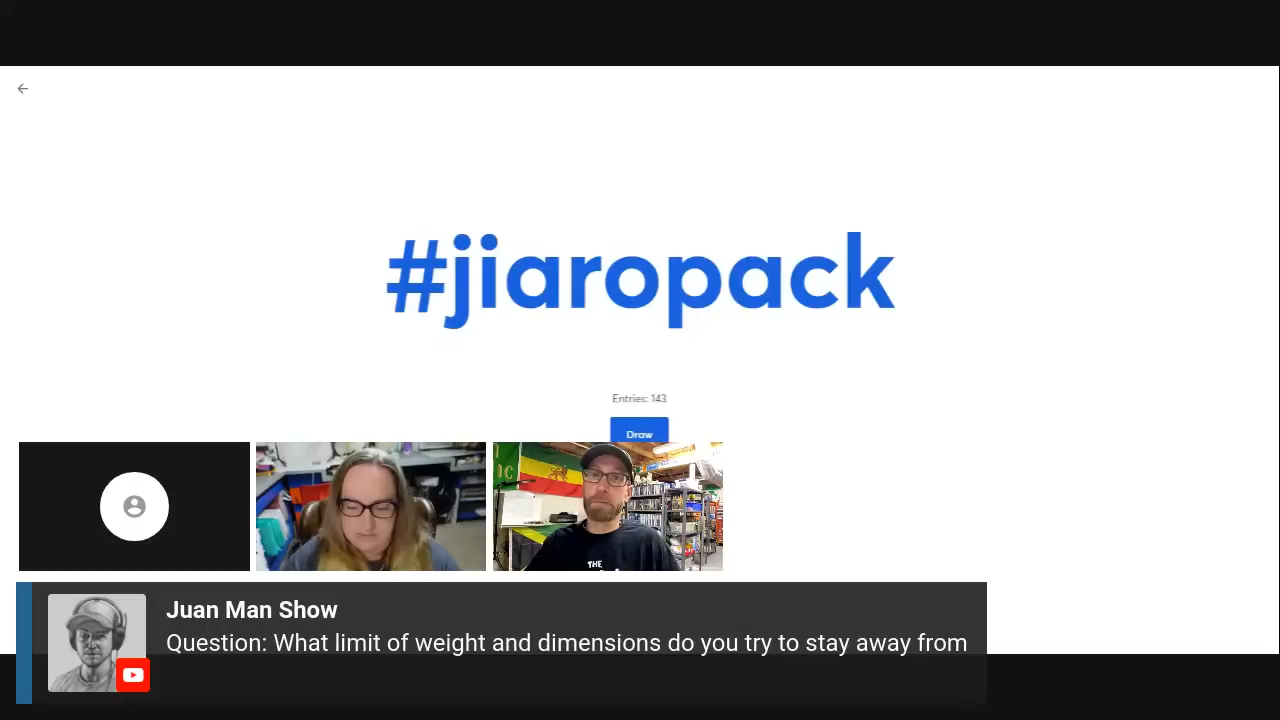 #jiaropack
Entries: 143
Draw
THE
Juan Man Show
Question: What limit of weight and dimensions do you try to stay away from